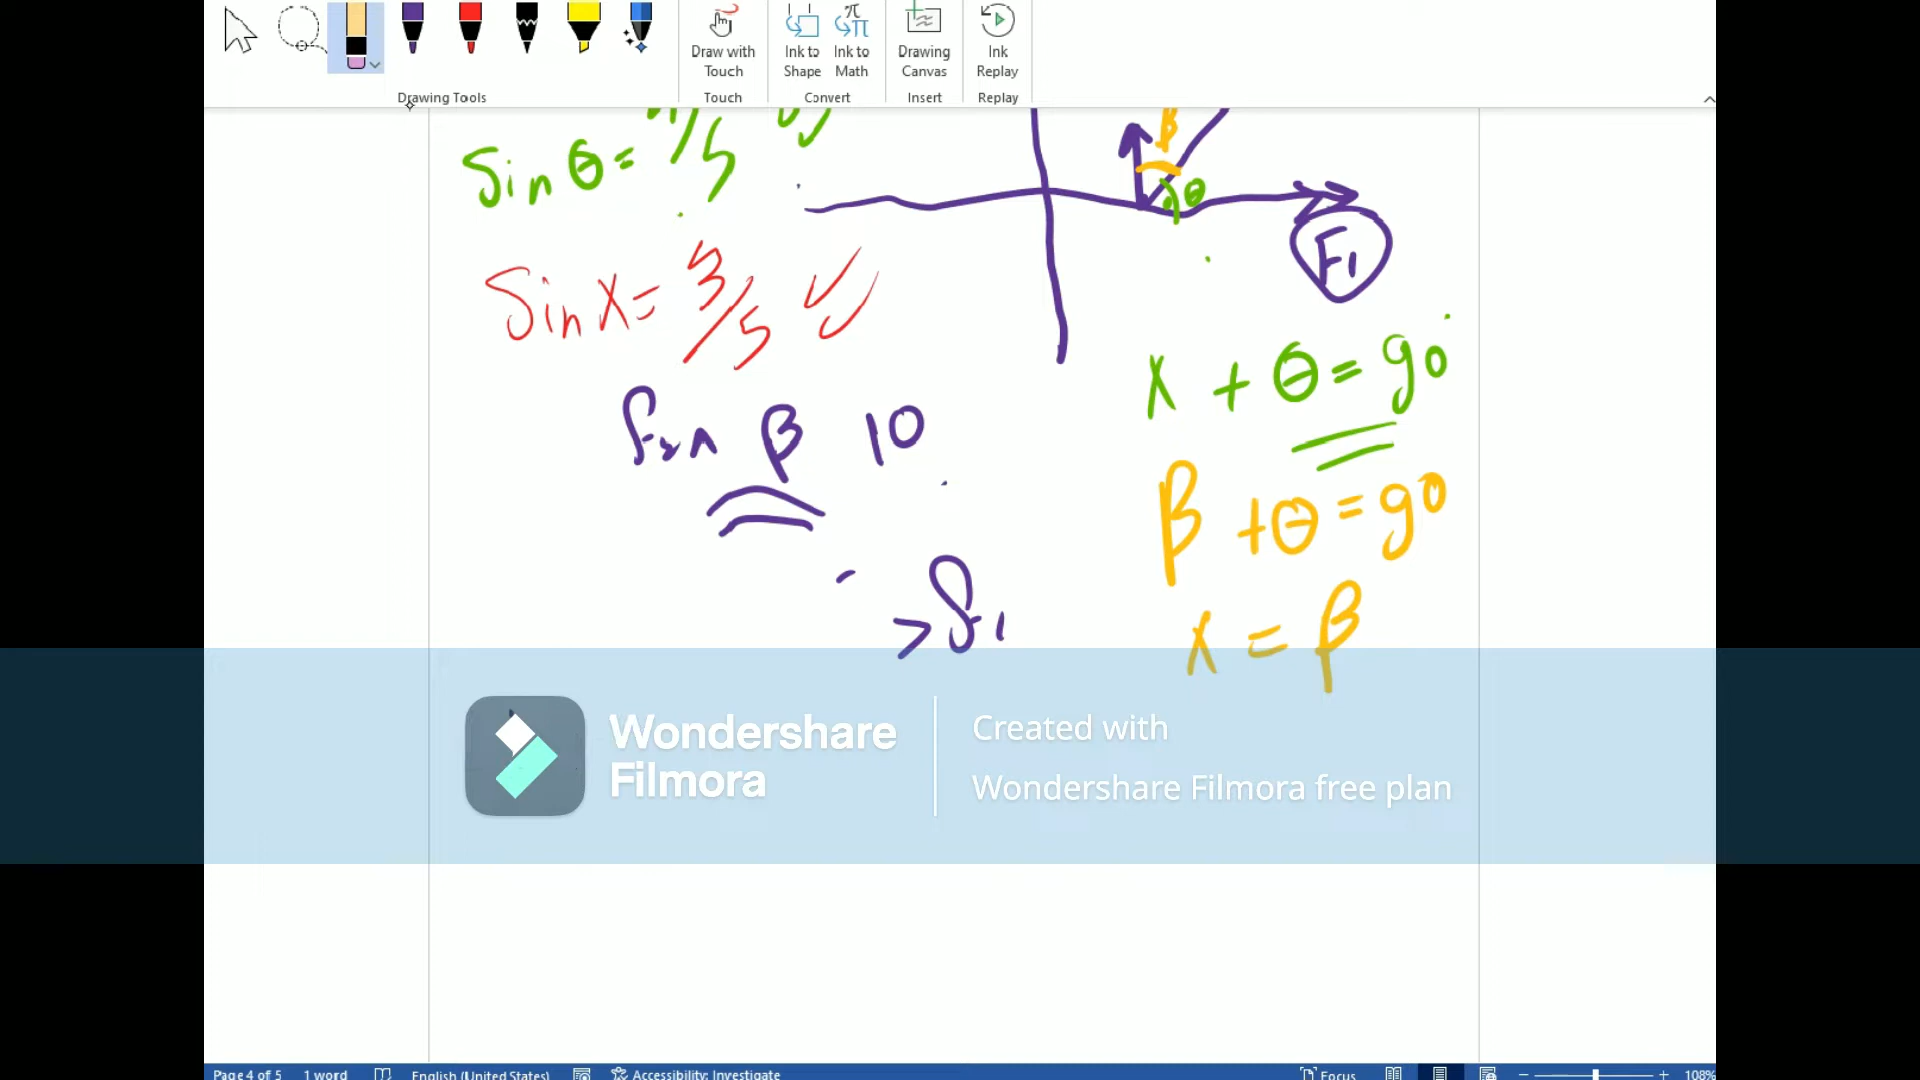 Draw with Touch
Ink to Shape
Ink to Math
Drawing Canvas
Ink Replay
Drawing Tools
Touch
Convert
Insert
Replay
Sin θ = /5
β
θ
F1
Sin X = 3/5
X + θ = 90
β 10
β + θ = 90
X = β
Wondershare Filmora
Created with
Wondershare Filmora free plan
Page 4 of 5
1 word
English (United States)
Accessibility: Investigate
Focus
108%